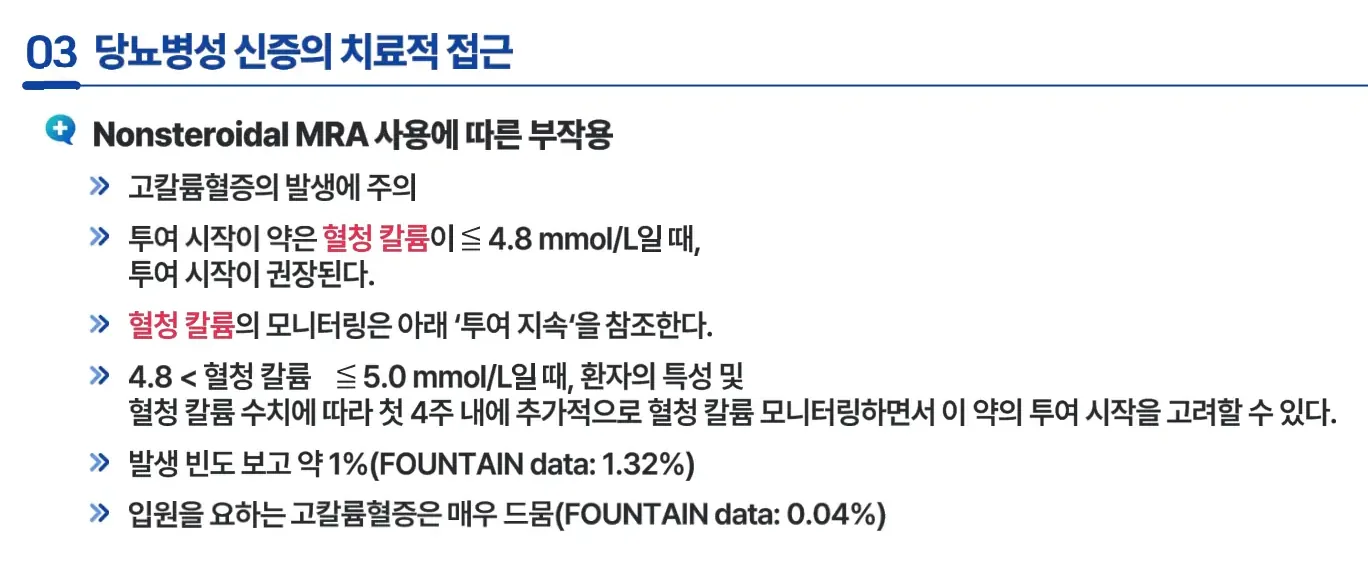 03 당뇨병성 신증의 치료적 접근
Nonsteroidal MRA 사용에 따른 부작용
고칼륨혈증의 발생에 주의
투여 시작이 약은 혈청 칼륨이 ≦ 4.8 mmol/L일 때,
투여 시작이 권장된다.
혈청 칼륨의 모니터링은 아래 ‘투여 지속‘을 참조한다.
4.8 < 혈청 칼륨 ≦ 5.0 mmol/L일 때, 환자의 특성 및
혈청 칼륨 수치에 따라 첫 4주 내에 추가적으로 혈청 칼륨 모니터링하면서 이 약의 투여 시작을 고려할 수 있다.
발생 빈도 보고 약 1%(FOUNTAIN data: 1.32%)
입원을 요하는 고칼륨혈증은 매우 드뭄(FOUNTAIN data: 0.04%)